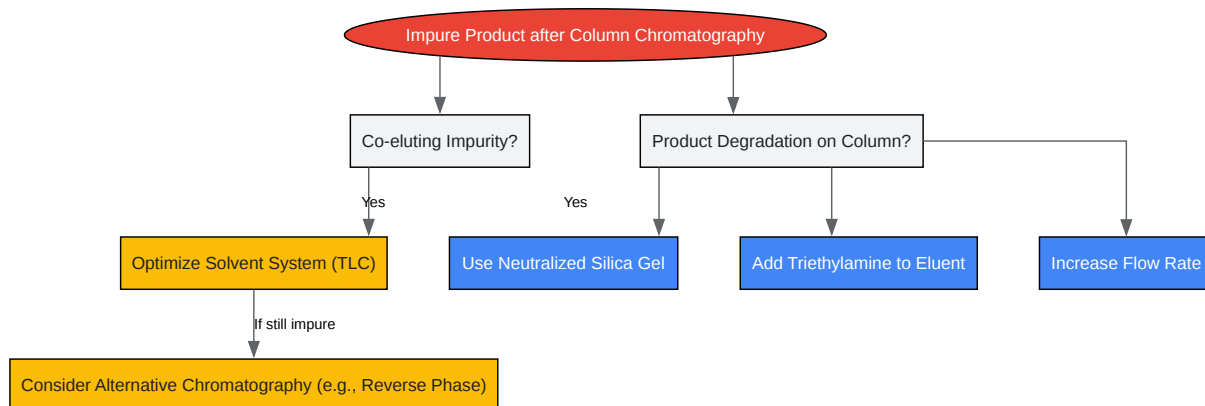 Impure Product after Column Chromatography
Co-eluting Impurity?
Product Degradation on Column?
Yes
Yes
Optimize Solvent System (TLC)
Use Neutralized Silica Gel
Add Triethylamine to Eluent
Increase Flow Rate
If still impure
Consider Alternative Chromatography (e.g., Reverse Phase)